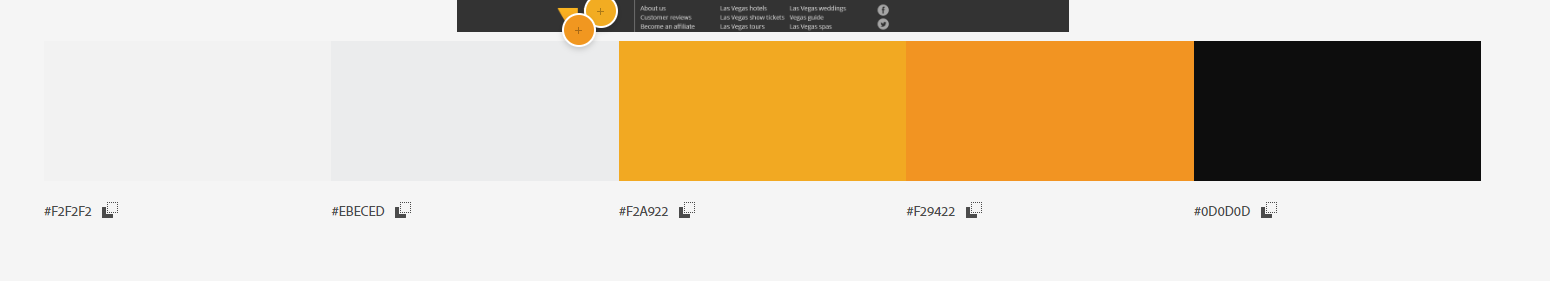 About us Las Vegas hotels Las Vegas weddings
Customer reviews Las Vegas show tickets Vegas guide
Become an affiliate Las Vegas tours Las Vegas spas
#F2F2F2 #EBECED #F2A922 #F29422 #0D0D0D